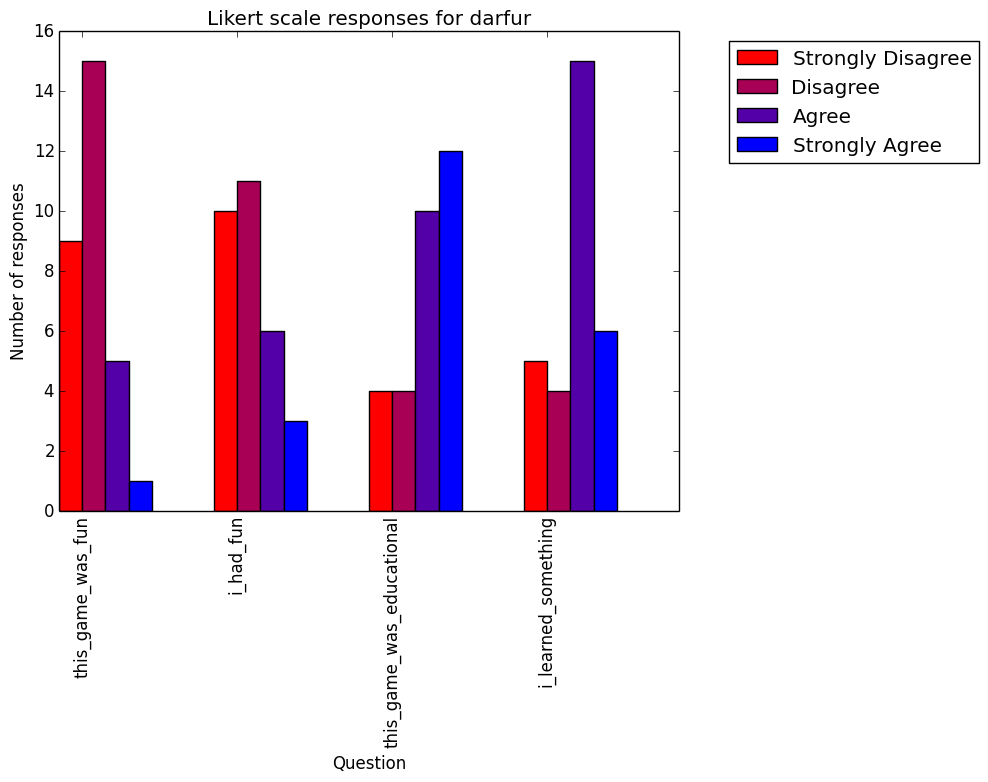 Likert scale responses for darfur
16
14
12
10
8
6
4
2
0
Number of responses
this_game_was_fun
i_had_fun
this_game_was_educational
i_learned_something
Question
Strongly Disagree
Disagree
Agree
Strongly Agree